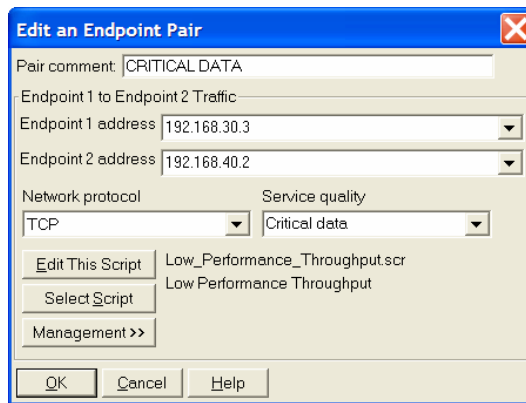 Edit an Endpoint Pair
Pair comment: CRITICAL DATA
Endpoint 1 to Endpoint 2 Traffic
Endpoint 1 address 192.168.30.3
Endpoint 2 address 192.168.40.2
Network protocol Service quality
TCP Critical data
Edit This Script Low_Performance_Throughput.scr
Select Script Low Performance Throughput
Management >>
OK Cancel Help